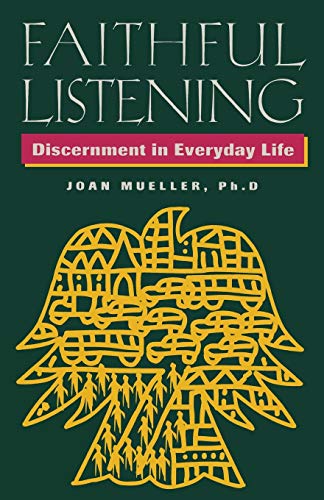 FAITHFUL
LISTENING
Discernment in Everyday Life
JOAN MUELLER, Ph.D